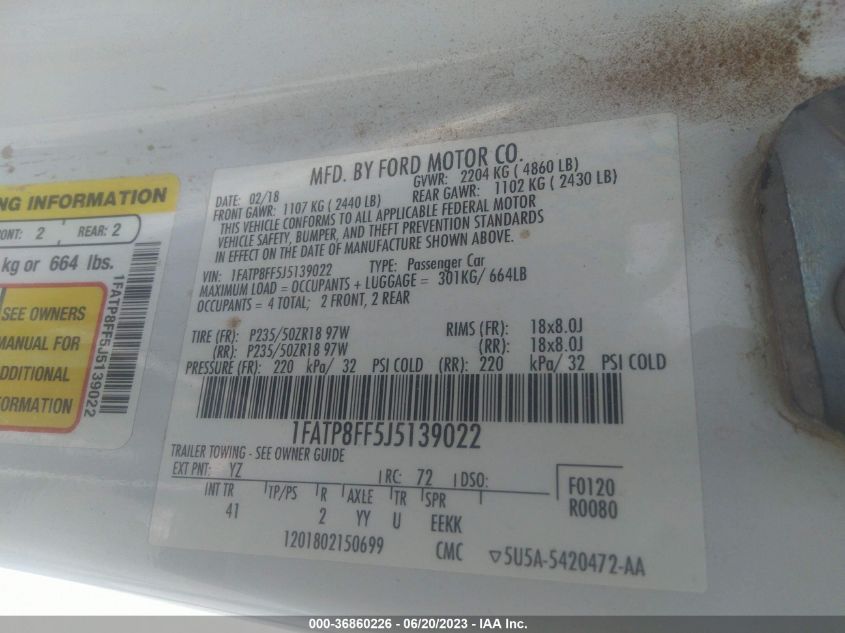 MFD. BY FORD MOTOR CO.
DATE: 02/18 GVWR: 2204 KG ( 4860 LB)
FRONT GAWR: 1107 KG ( 2440 LB) REAR GAWR: 1102 KG ( 2430 LB)
THIS VEHICLE CONFORMS TO ALL APPLICABLE FEDERAL MOTOR
VEHICLE SAFETY, BUMPER, AND THEFT PREVENTION STANDARDS
IN EFFECT ON THE DATE OF MANUFACTURE SHOWN ABOVE.
VIN: 1FATP8FF5J5139022 TYPE: Passenger Car
MAXIMUM LOAD = OCCUPANTS + LUGGAGE = 301KG/ 664LB
OCCUPANTS = 4 TOTAL; 2 FRONT, 2 REAR
TIRE (FR): P235/50ZR18 97W RIMS (FR): 18x8.0J
(RR): P235/50ZR18 97W (RR): 18x8.0J
PRESSURE (FR): 220 kPa/ 32 PSI COLD (RR): 220 kPa/ 32 PSI COLD
1FATP8FF5J5139022
TRAILER TOWING - SEE OWNER GUIDE
EXT PNT: YZ RC: 72 DSO:
INT TR TP/PS R AXLE TR SPR
41 2 YY U EEKK
F0120
R0080
1201802150699 CMC ▽5U5A-5420472-AA
INFORMATION
2 REAR: 2
kg or 664 lbs.
SEE OWNERS
MANUAL FOR
1FATP8FF5J5139022
000-36860226 - 06/20/2023 - IAA Inc.